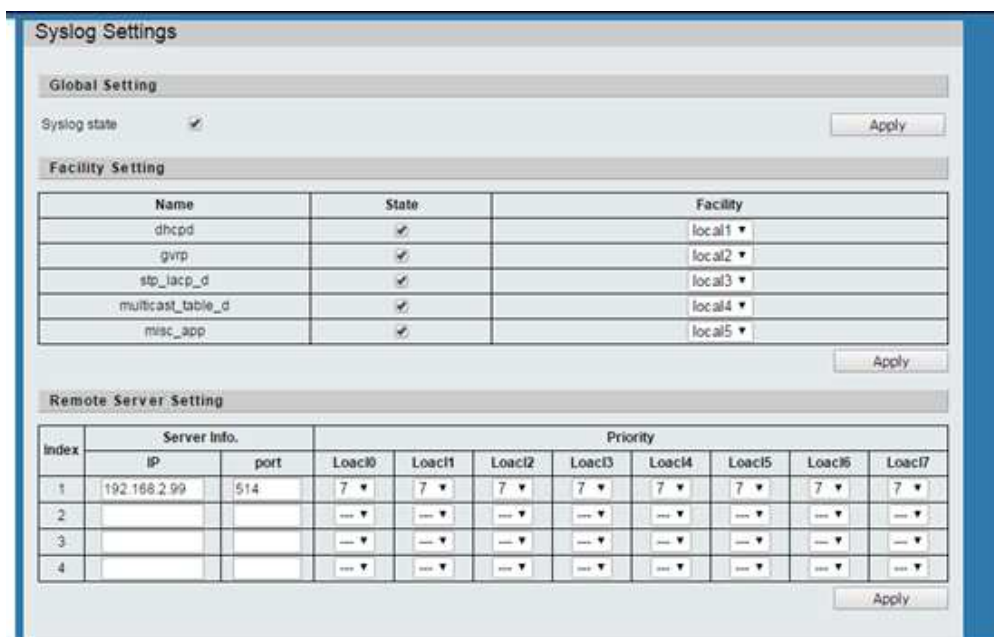 Syslog Settings
Global Setting
Syslog state
Apply
Facility Setting
Name State Facility
dhcpd local1
gvrp local2
stp_lacp_d local3
multicast_table_d local4
misc_app local5
Apply
Remote Server Setting
Index Server Info. Priority
IP port Loacl0 Loacl1 Loacl2 Loacl3 Loacl4 Loacl5 Loacl6 Loacl7
1 192.168.2.99 514 7 7 7 7 7 7 7 7
2 --- --- --- --- --- --- --- ---
3 --- --- --- --- --- --- --- ---
4 --- --- --- --- --- --- --- ---
Apply